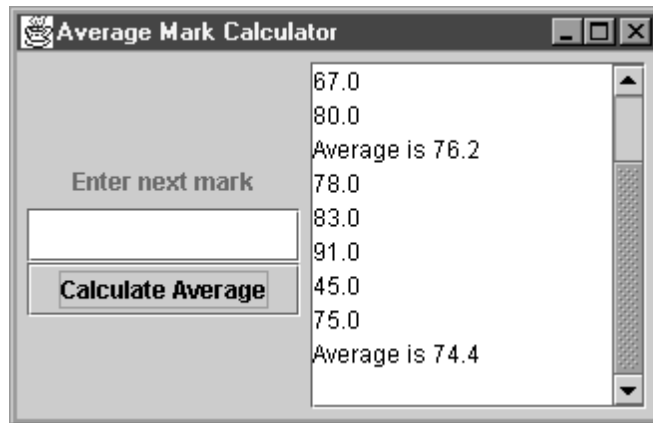 Average Mark Calculator
Enter next mark
Calculate Average
67.0
80.0
Average is 76.2
78.0
83.0
91.0
45.0
75.0
Average is 74.4